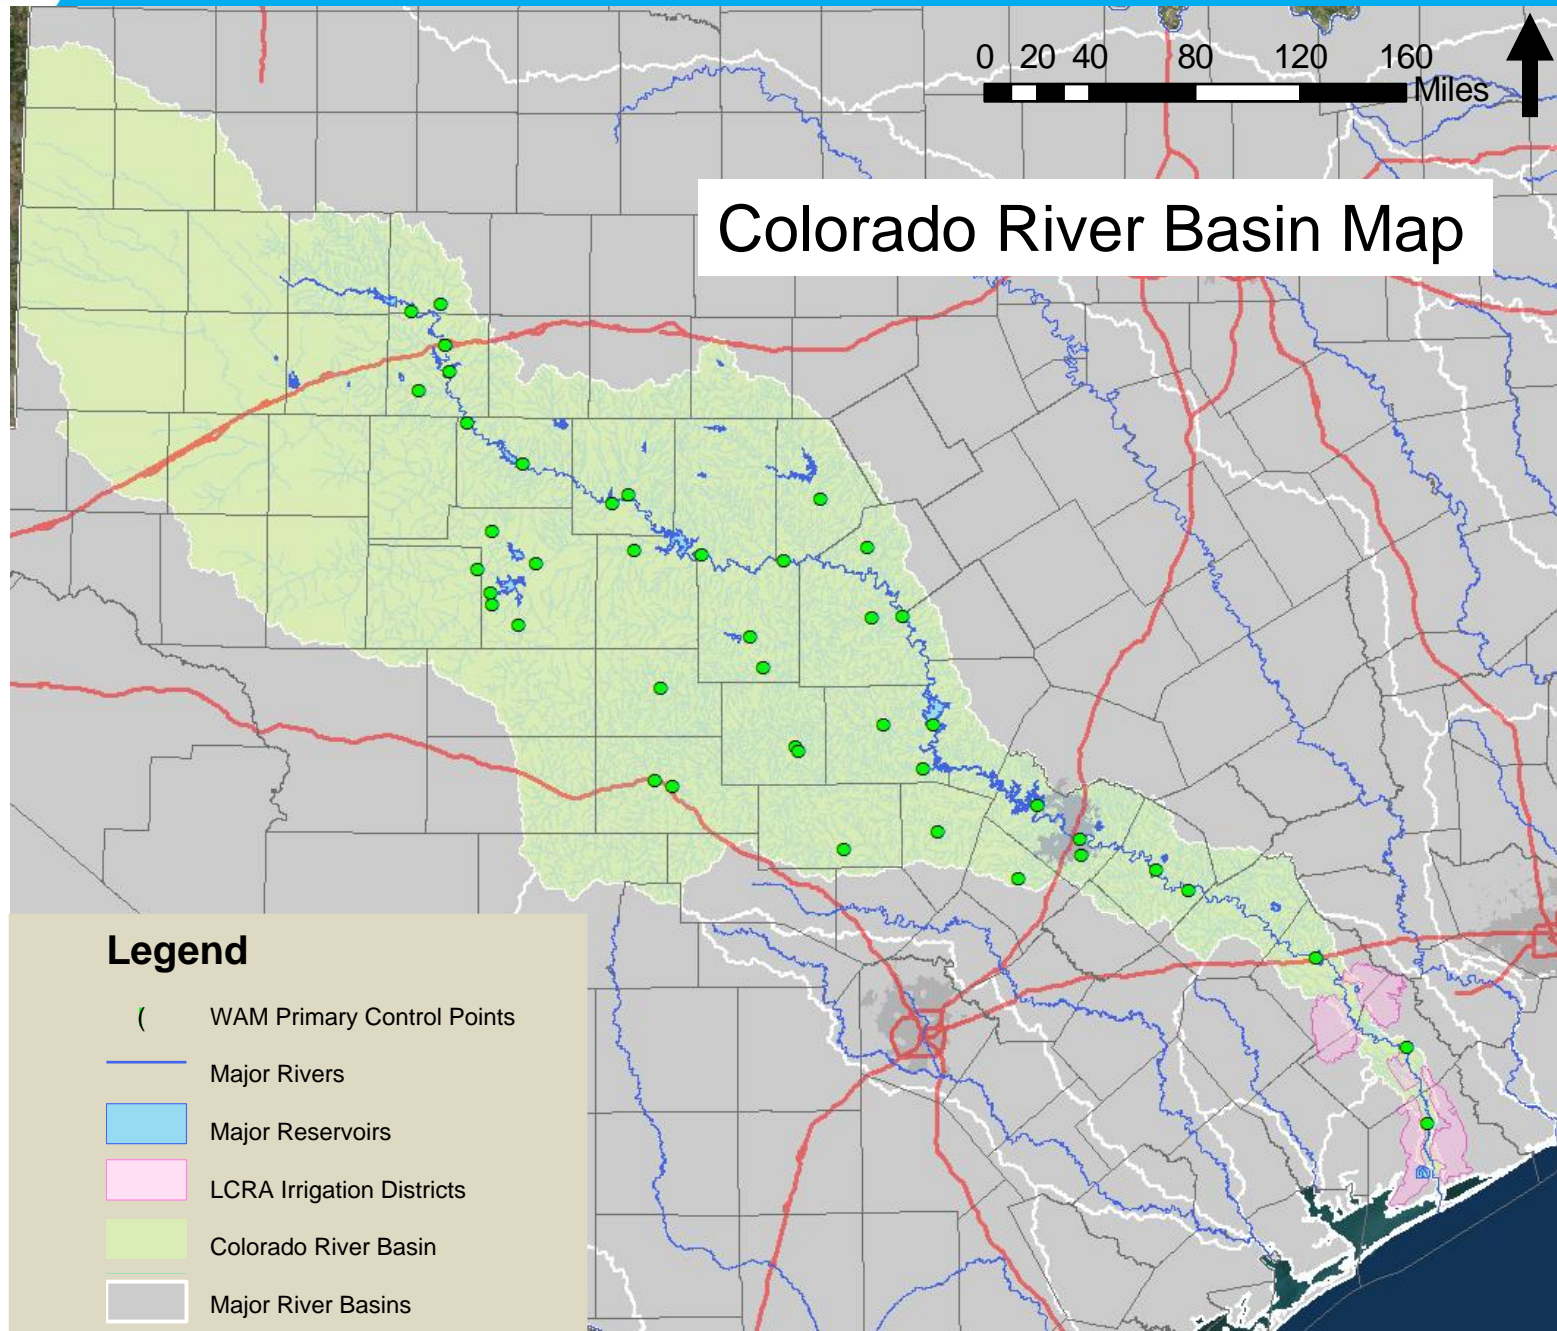 0 20 40 80 120 160
Miles
Colorado River Basin Map
Legend
( WAM Primary Control Points
Major Rivers
Major Reservoirs
LCRA Irrigation Districts
Colorado River Basin
Major River Basins